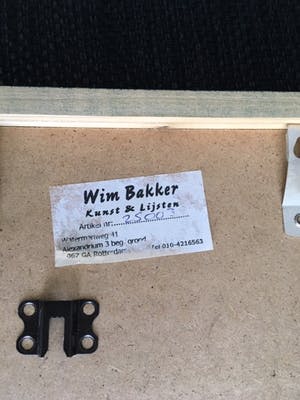 Wim Bakker
Kunst & Lijsten
Artikel nr. 2500
Watermanweg 41
Alexandrium 3 beg. grond
067 GA Rotterdam tel 010-4216563